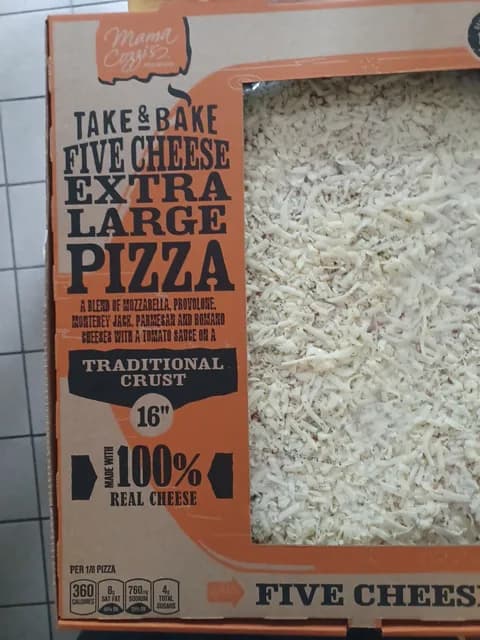 Mama
Cozzi's
TAKE & BAKE
FIVE CHEESE
EXTRA
LARGE
PIZZA
A BLEND OF MOZZARELLA, PROVOLONE,
MONTEREY JACK, PARMESAN AND ROMANO
CHEESES WITH A TOMATO SAUCE ON A
TRADITIONAL
CRUST
16"
MADE WITH
100%
REAL CHEESE
PER 1/8 PIZZA
360 CALORIES
8g SAT FAT
760mg SODIUM
4g TOTAL SUGARS
FIVE CHEES